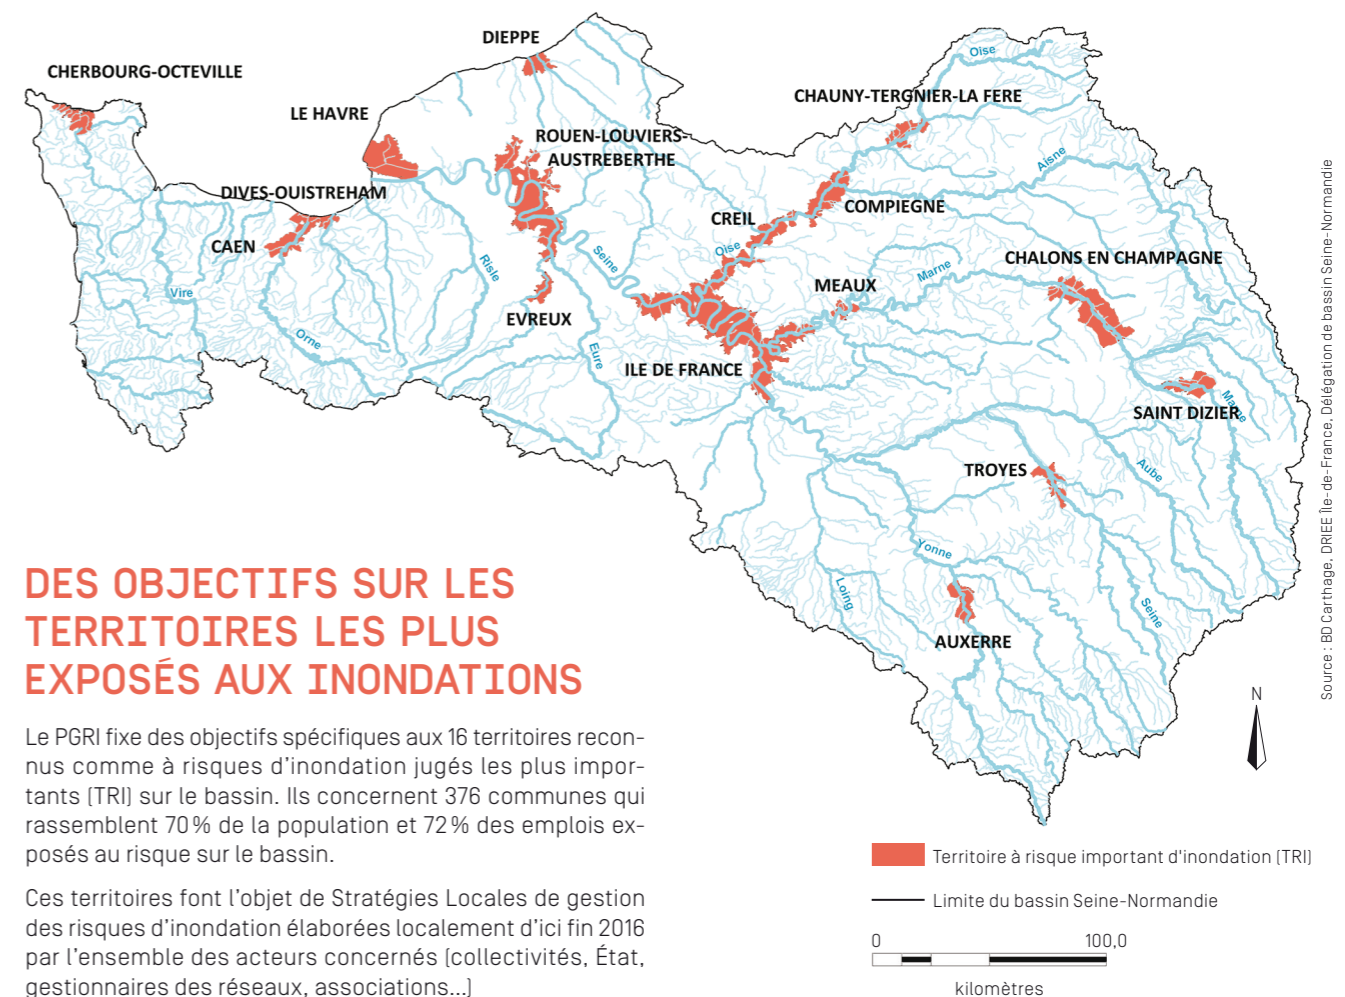 DIEPPE
CHERBOURG-OCTEVILLE
LE HAVRE
ROUEN-LOUVIERS-
AUSTREBERTHE
CHAUNY-TERGNIER-LA FERE
Oise
Aisne
DIVES-OUISTREHAM
CAEN
CREIL
COMPIEGNE
Oise
Seine
Risle
Vire
Orne
EVREUX
Eure
MEAUX
Marne
CHALONS EN CHAMPAGNE
ILE DE FRANCE
SAINT DIZIER
Marne
TROYES
Aube
Yonne
Loing
Seine
AUXERRE
Source : BD Carthage, DRIEE Île-de-France, Délégation de bassin Seine-Normandie
DES OBJECTIFS SUR LES
TERRITOIRES LES PLUS
EXPOSÉS AUX INONDATIONS
Le PGRI fixe des objectifs spécifiques aux 16 territoires recon-
nus comme à risques d'inondation jugés les plus impor-
tants (TRI) sur le bassin. Ils concernent 376 communes qui
rassemblent 70 % de la population et 72 % des emplois ex-
posés au risque sur le bassin.
Ces territoires font l'objet de Stratégies Locales de gestion
des risques d'inondation élaborées localement d'ici fin 2016
par l'ensemble des acteurs concernés (collectivités, État,
gestionnaires des réseaux, associations...)
N
Territoire à risque important d'inondation (TRI)
Limite du bassin Seine-Normandie
0 100,0
kilomètres